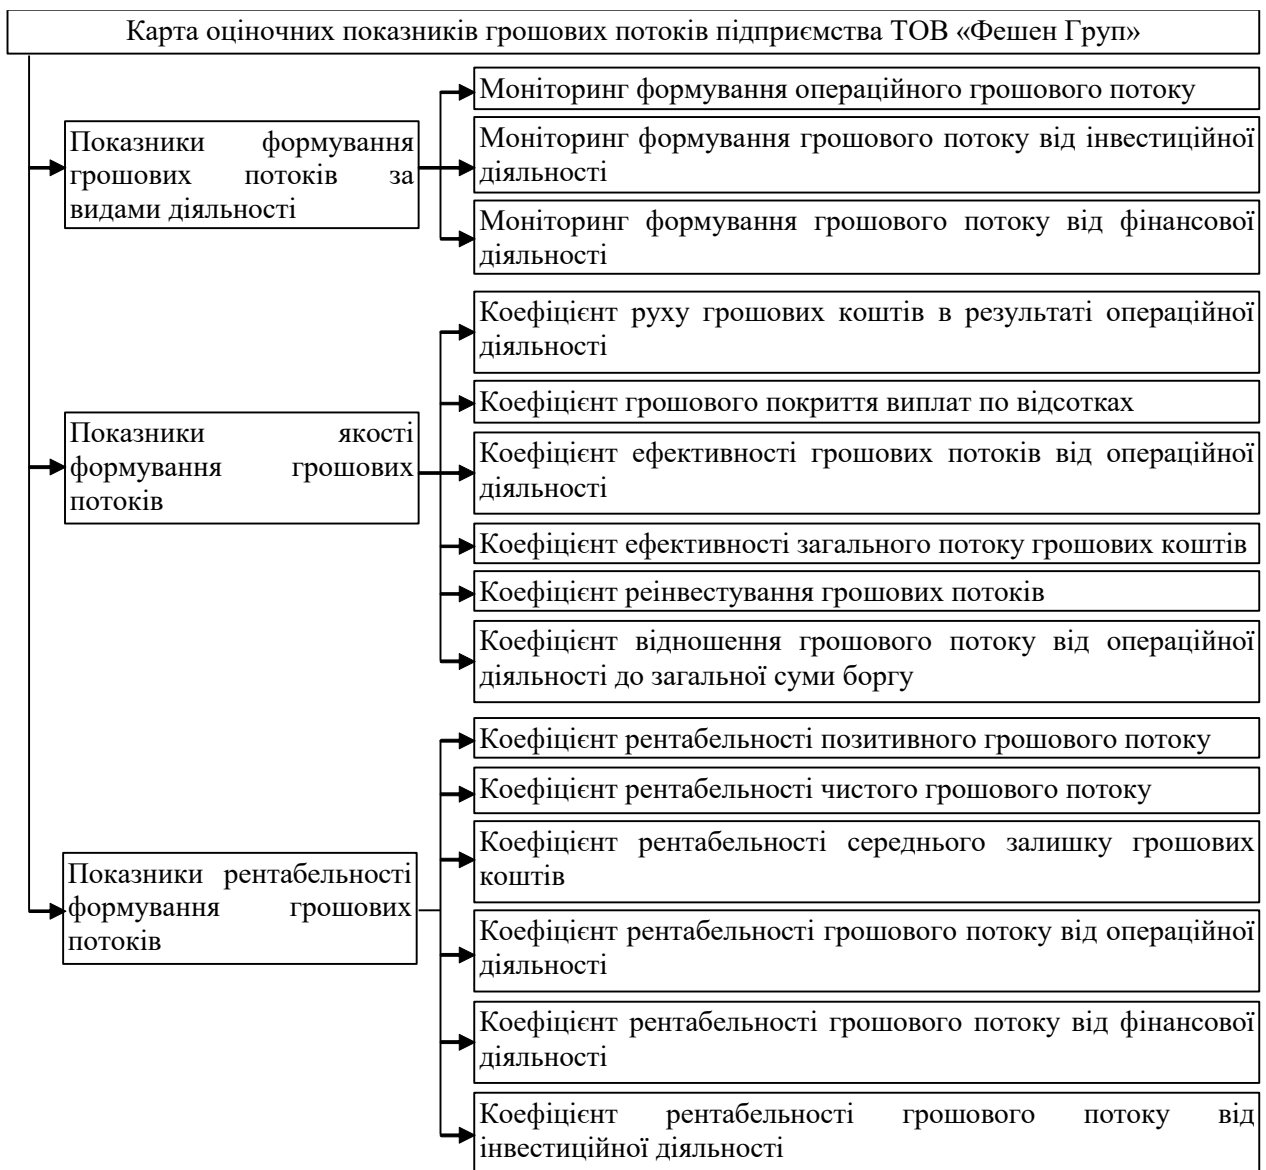 Карта оціночних показників грошових потоків підприємства ТОВ «Фешен Груп»
Показники формування
грошових потоків за
видами діяльності
Моніторинг формування операційного грошового потоку
Моніторинг формування грошового потоку від інвестиційної
діяльності
Моніторинг формування грошового потоку від фінансової
діяльності
Показники якості
формування грошових
потоків
Коефіцієнт руху грошових коштів в результаті операційної
діяльності
Коефіцієнт грошового покриття виплат по відсотках
Коефіцієнт ефективності грошових потоків від операційної
діяльності
Коефіцієнт ефективності загального потоку грошових коштів
Коефіцієнт реінвестування грошових потоків
Коефіцієнт відношення грошового потоку від операційної
діяльності до загальної суми боргу
Показники рентабельності
формування грошових
потоків
Коефіцієнт рентабельності позитивного грошового потоку
Коефіцієнт рентабельності чистого грошового потоку
Коефіцієнт рентабельності середнього залишку грошових
коштів
Коефіцієнт рентабельності грошового потоку від операційної
діяльності
Коефіцієнт рентабельності грошового потоку від фінансової
діяльності
Коефіцієнт рентабельності грошового потоку від
інвестиційної діяльності